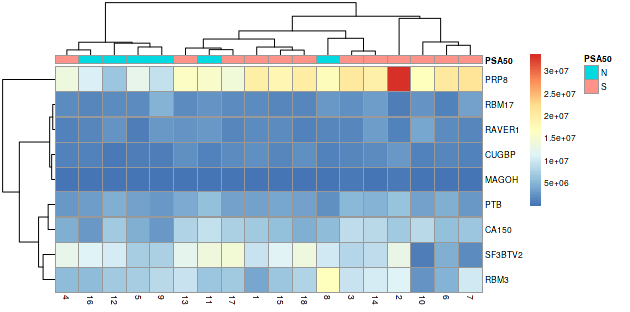 PSA50
PRP8
RBM17
RAVER1
CUGBP
MAGOH
PTB
CA150
SF3BTV2
RBM3
4 16 12 5 9 13 11 17 1 15 18 8 3 14 2 10 6 7
3e+07
2.5e+07
2e+07
1.5e+07
1e+07
5e+06
PSA50
N
S